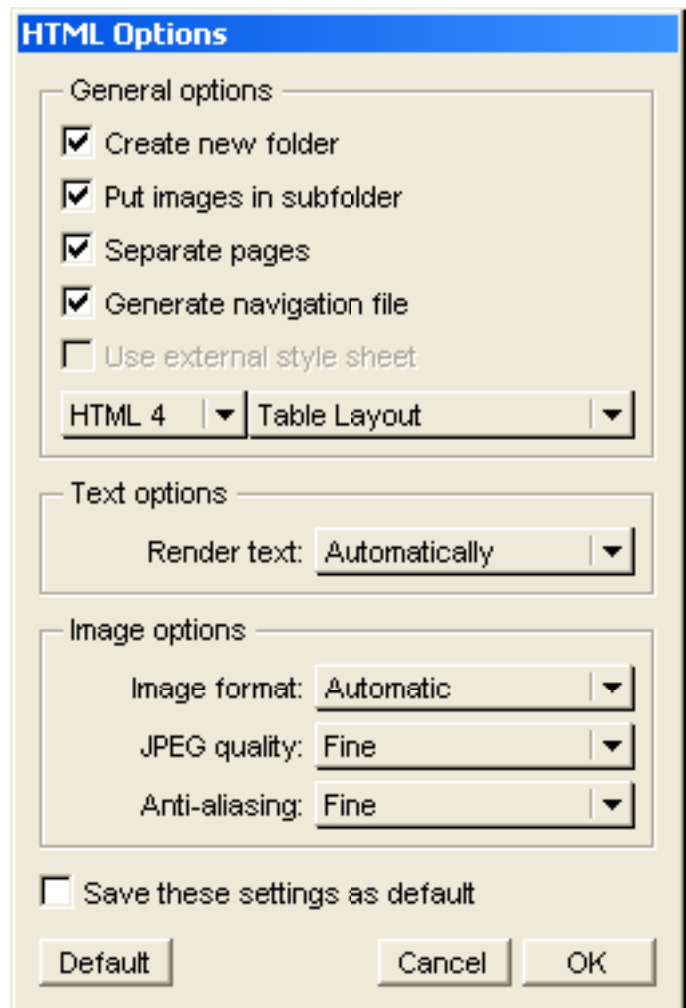 HTML Options
General options
Create new folder
Put images in subfolder
Separate pages
Generate navigation file
Use external style sheet
HTML 4 Table Layout
Text options
Render text: Automatically
Image options
Image format: Automatic
JPEG quality: Fine
Anti-aliasing: Fine
Save these settings as default
Default Cancel OK